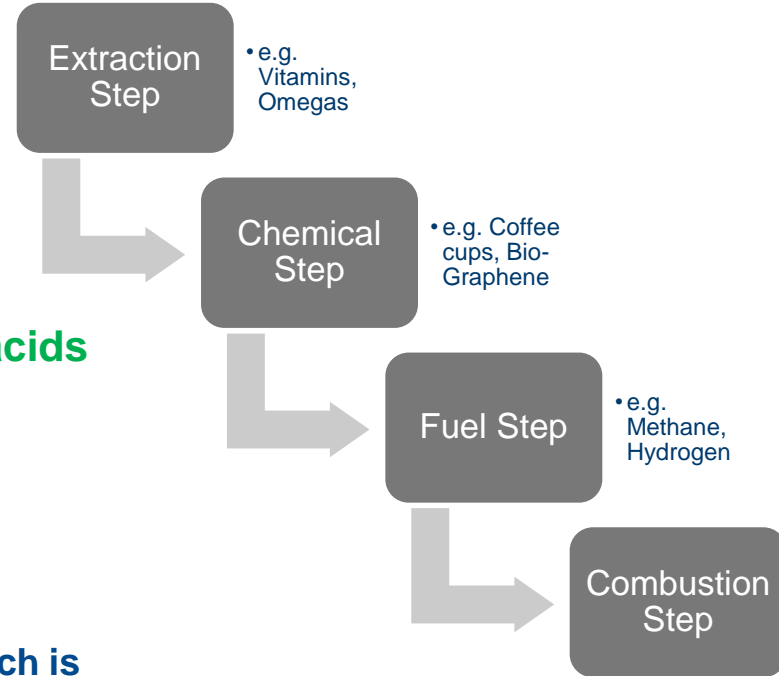 Extraction
Step
• e.g.
Vitamins,
Omegas
Chemical
Step
• e.g. Coffee
cups, Bio-
Graphene
acids
Fuel Step
• e.g.
Methane,
Hydrogen
Combustion
Step
ch is